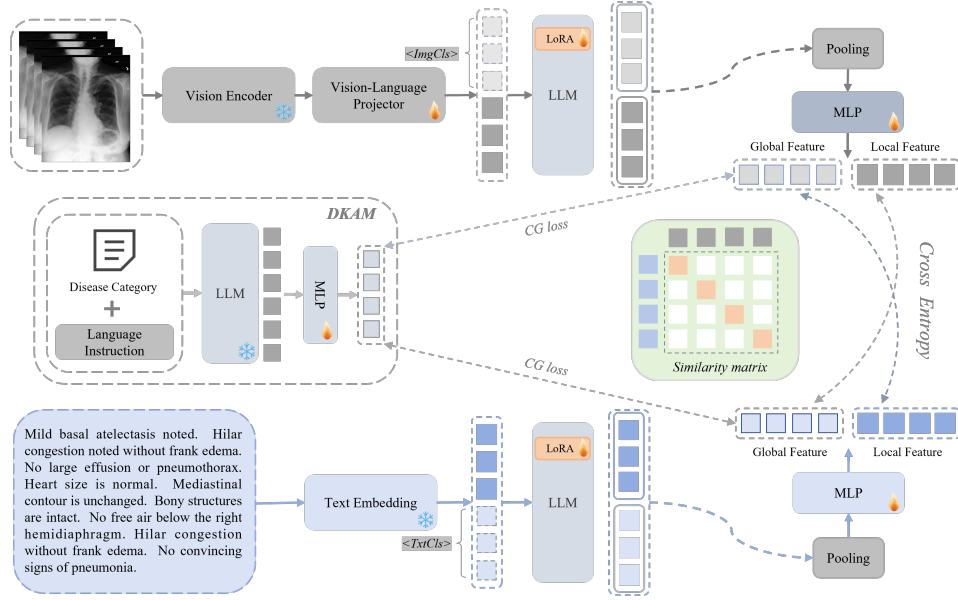 Vision Encoder
Vision-Language
Projector
<ImgCls>
LoRA
LLM
Pooling
MLP
Global Feature
Local Feature
DKAM
Disease Category
+
Language
Instruction
LLM
MLP
CG loss
CG loss
Similarity matrix
Cross Entropy
Mild basal atelectasis noted. Hilar
congestion noted without frank edema.
No large effusion or pneumothorax.
Heart size is normal. Mediastinal
contour is unchanged. Bony structures
are intact. No free air below the right
hemidiaphragm. Hilar congestion
without frank edema. No convincing
signs of pneumonia.
Text Embedding
<TxtCls>
LoRA
LLM
Global Feature
Local Feature
MLP
Pooling